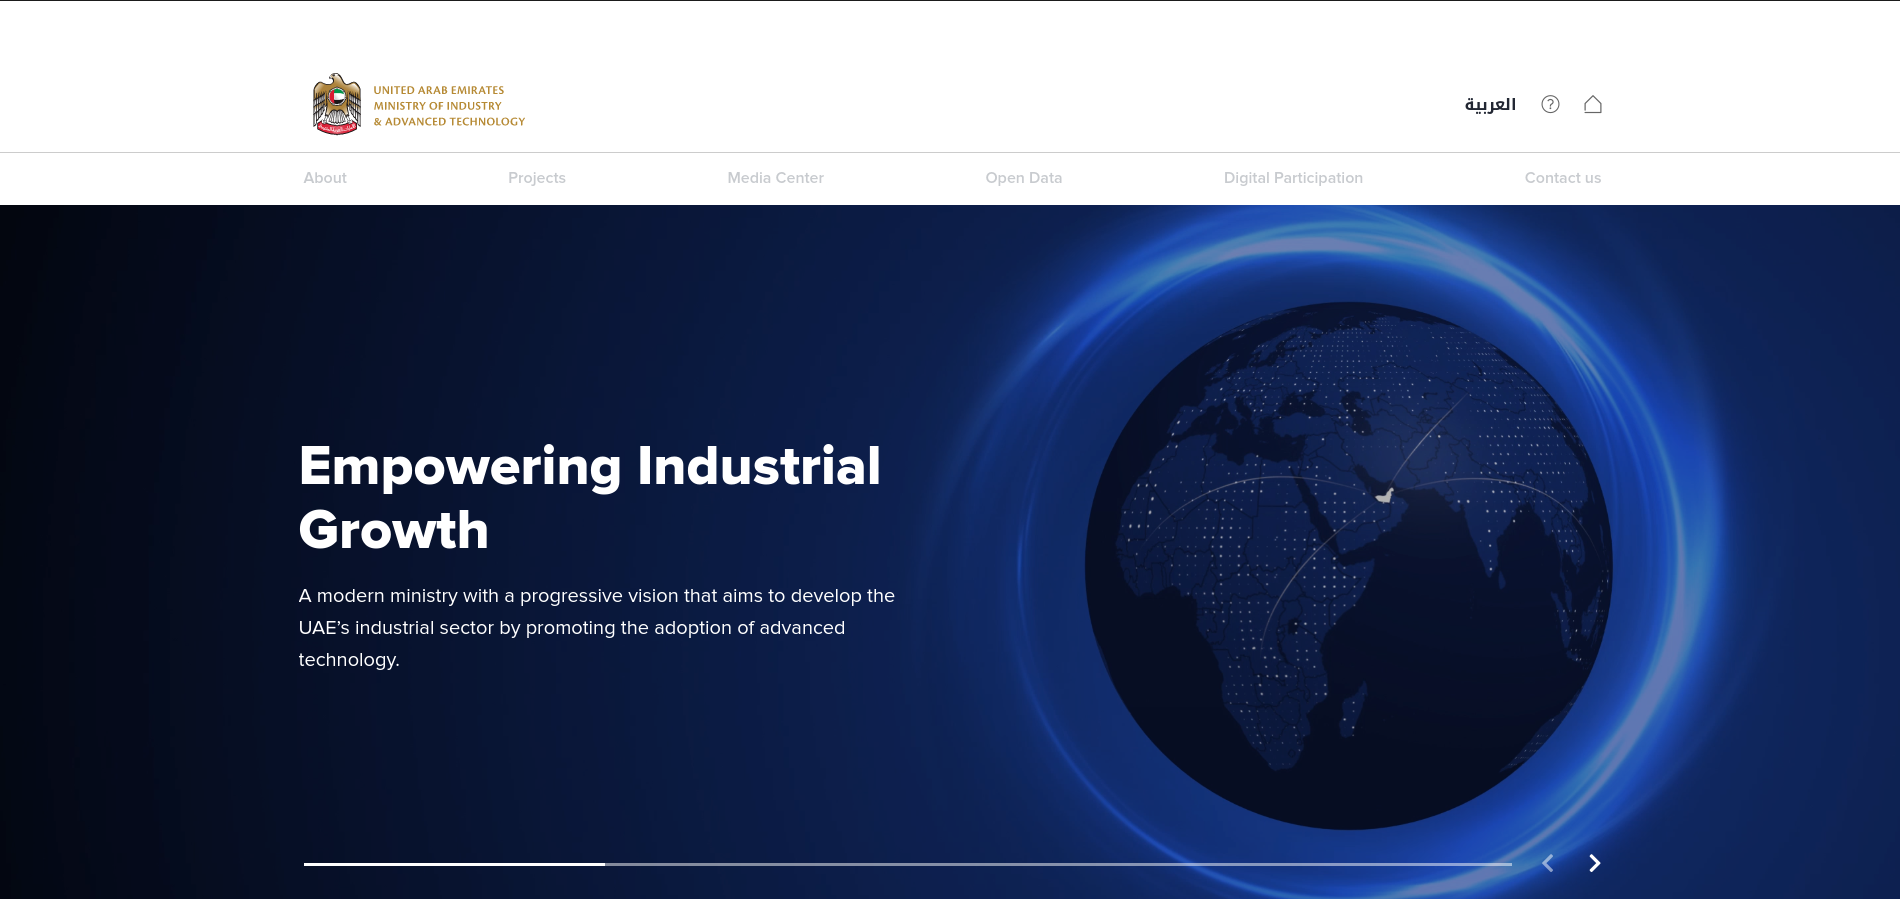 UNITED ARAB EMIRATES
MINISTRY OF INDUSTRY
& ADVANCED TECHNOLOGY
العربية
About
Projects
Media Center
Open Data
Digital Participation
Contact us
Empowering Industrial
Growth
A modern ministry with a progressive vision that aims to develop the
UAE’s industrial sector by promoting the adoption of advanced
technology.